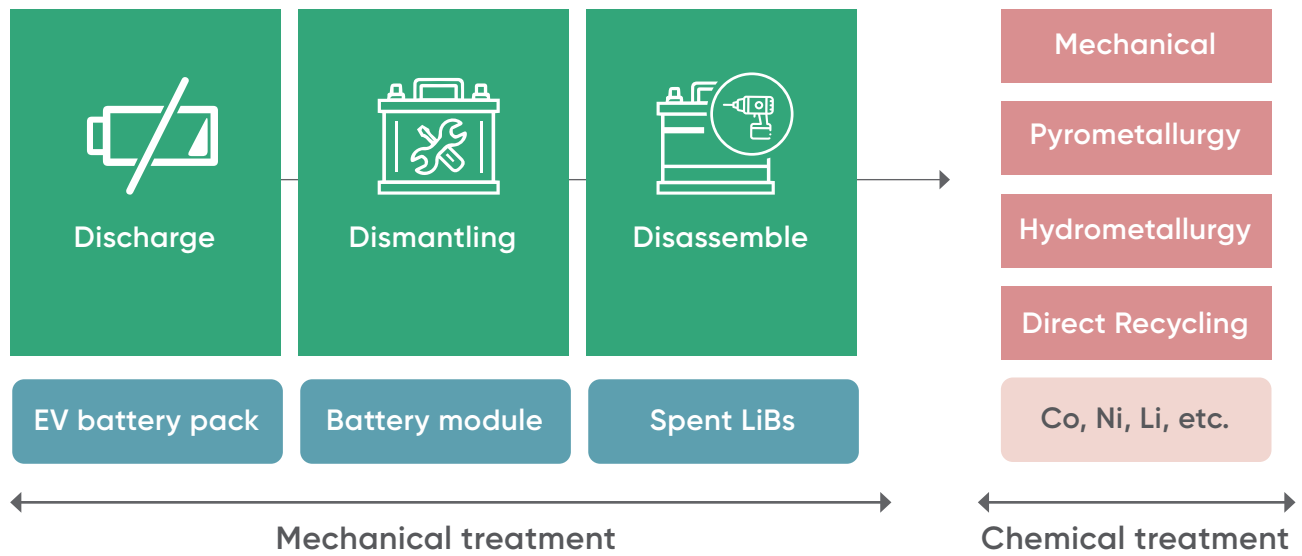 Discharge
Dismantling
Disassemble
EV battery pack
Battery module
Spent LiBs
Mechanical treatment
Mechanical
Pyrometallurgy
Hydrometallurgy
Direct Recycling
Co, Ni, Li, etc.
Chemical treatment